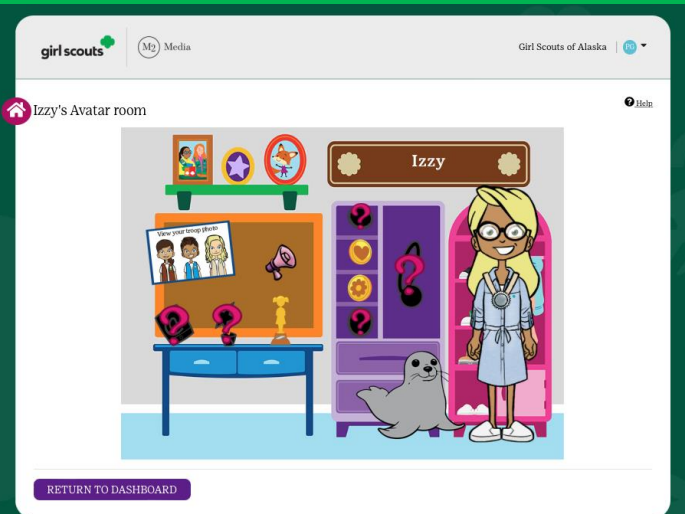 girl scouts
M2 Media
Girl Scouts of Alaska
PG
Izzy's Avatar room
Help
Izzy
View your troop photo
RETURN TO DASHBOARD